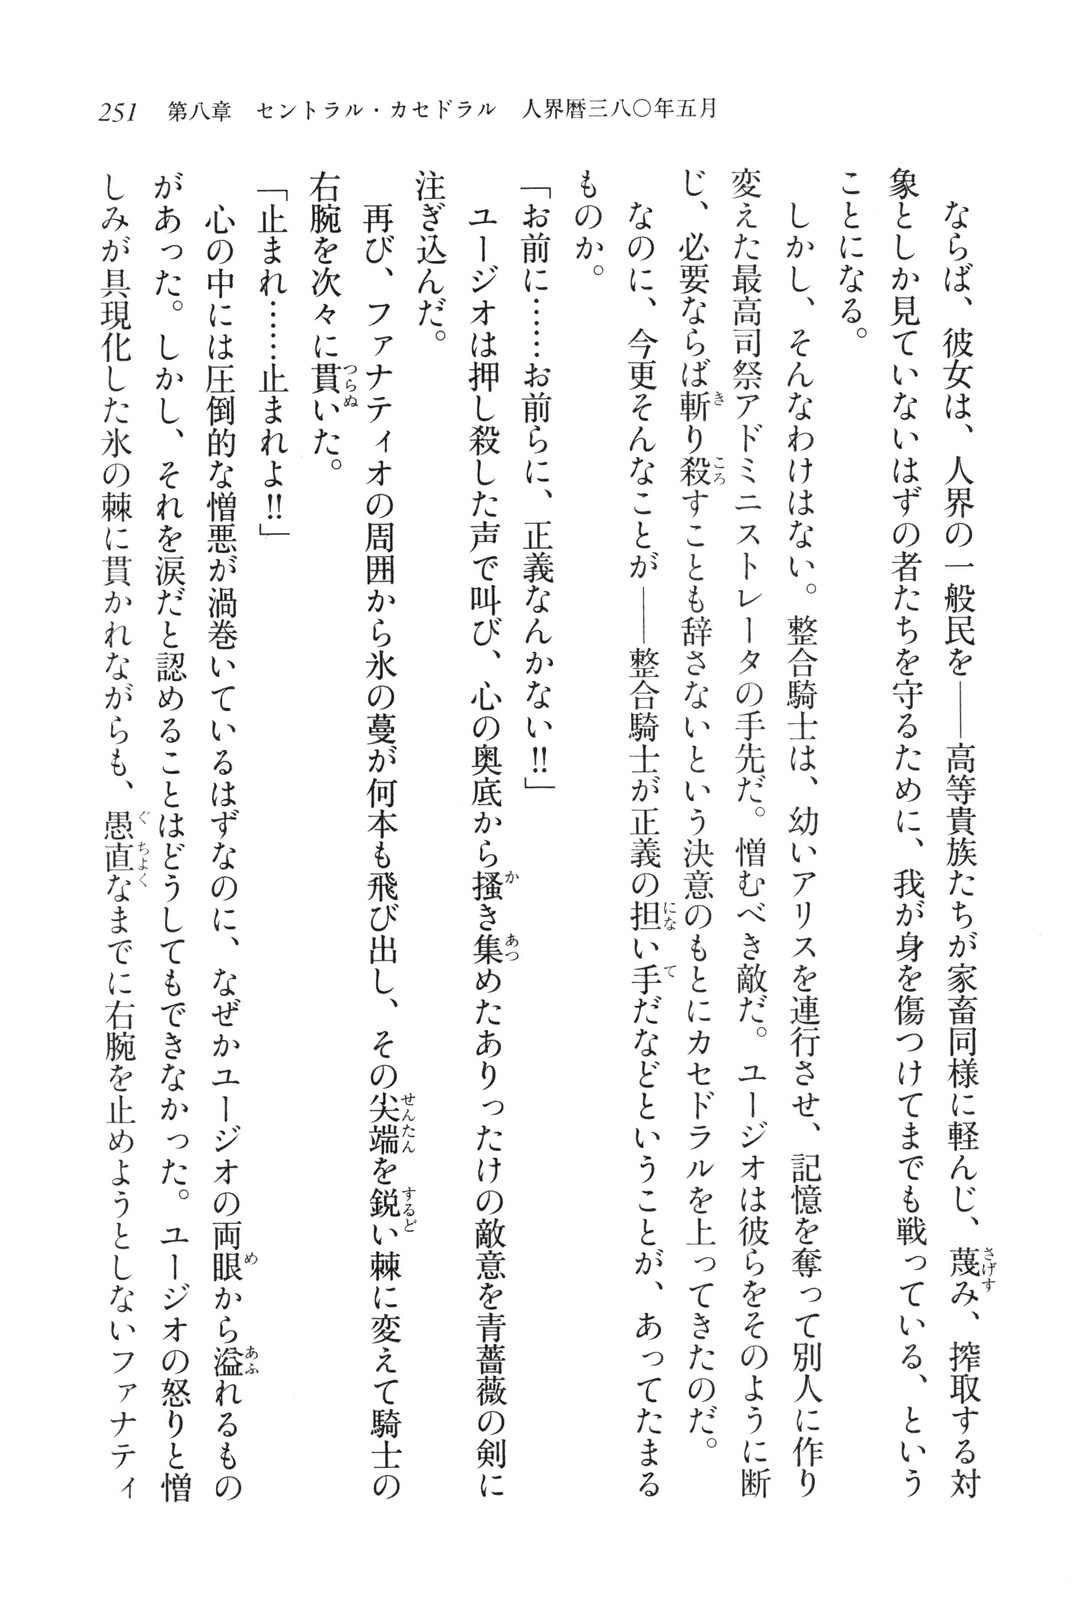 251　第八章　セントラル・カセドラル　人界暦三八〇年五月
　ならば、彼女は、人界の一般民を――高等貴族たちが家畜同様に軽んじ、蔑み、搾取する対
象としか見ていないはずの者たちを守るために、我が身を傷つけてまでも戦っている、という
ことになる。
　しかし、そんなわけはない。整合騎士は、幼いアリスを連行させ、記憶を奪って別人に作り
変えた最高司祭アドミニストレータの手先だ。憎むべき敵だ。ユージオは彼らをそのように断
じ、必要ならば斬り殺すことも辞さないという決意のもとにカセドラルを上ってきたのだ。
　なのに、今更そんなことが――整合騎士が正義の担い手だなどということが、あってたまる
ものか。
「お前に……お前らに、正義なんかない‼」
　ユージオは押し殺した声で叫び、心の奥底から掻き集めたありったけの敵意を青薔薇の剣に
注ぎ込んだ。
　再び、ファナティオの周囲から氷の蔓が何本も飛び出し、その尖端を鋭い棘に変えて騎士の
右腕を次々に貫いた。
「止まれ……止まれよ‼」
　心の中には圧倒的な憎悪が渦巻いているはずなのに、なぜかユージオの両眼から溢れるもの
があった。しかし、それを涙だと認めることはどうしてもできなかった。ユージオの怒りと憎
しみが具現化した氷の棘に貫かれながらも、愚直なまでに右腕を止めようとしないファナティ